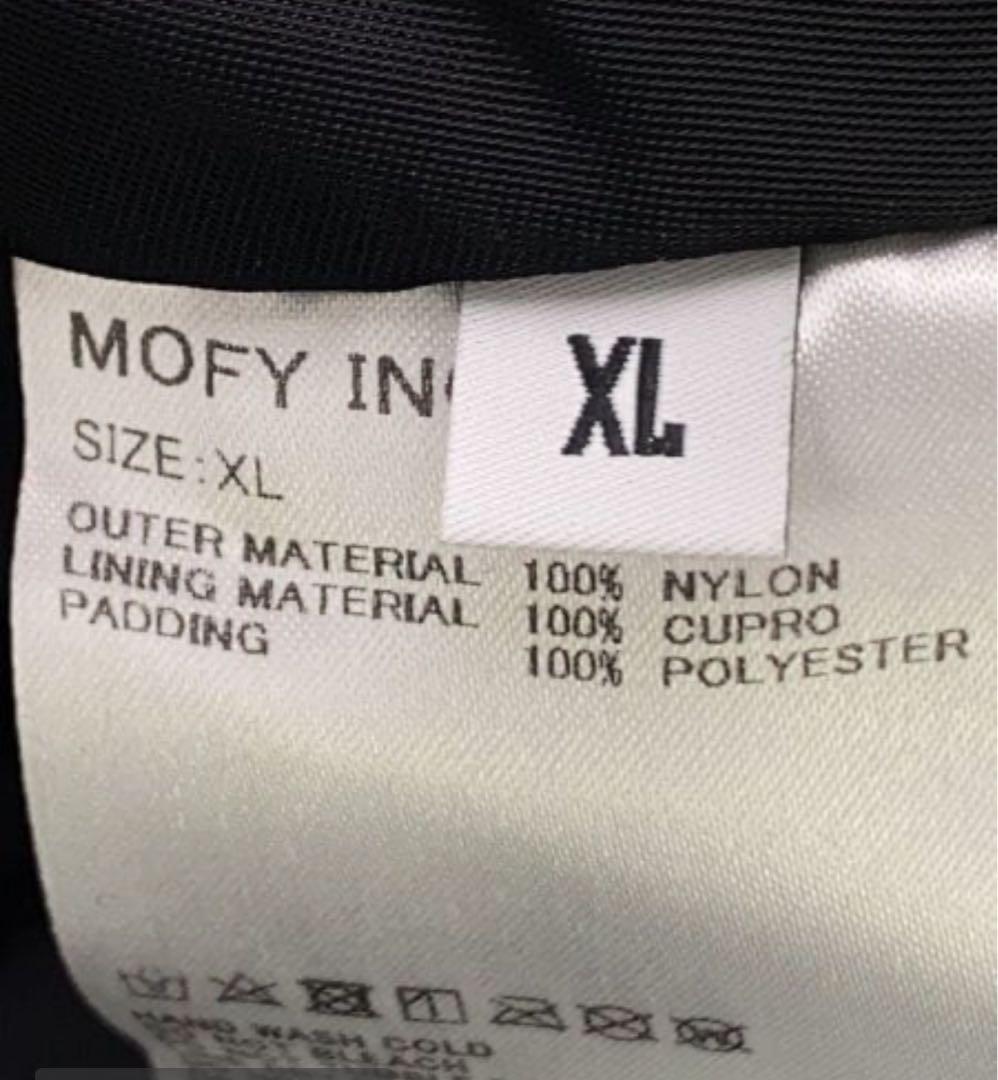 MOFY IN
XL
SIZE:XL
OUTER MATERIAL 100% NYLON
LINING MATERIAL 100% CUPRO
PADDING 100% POLYESTER
HAND WASH COLD
BLEACH